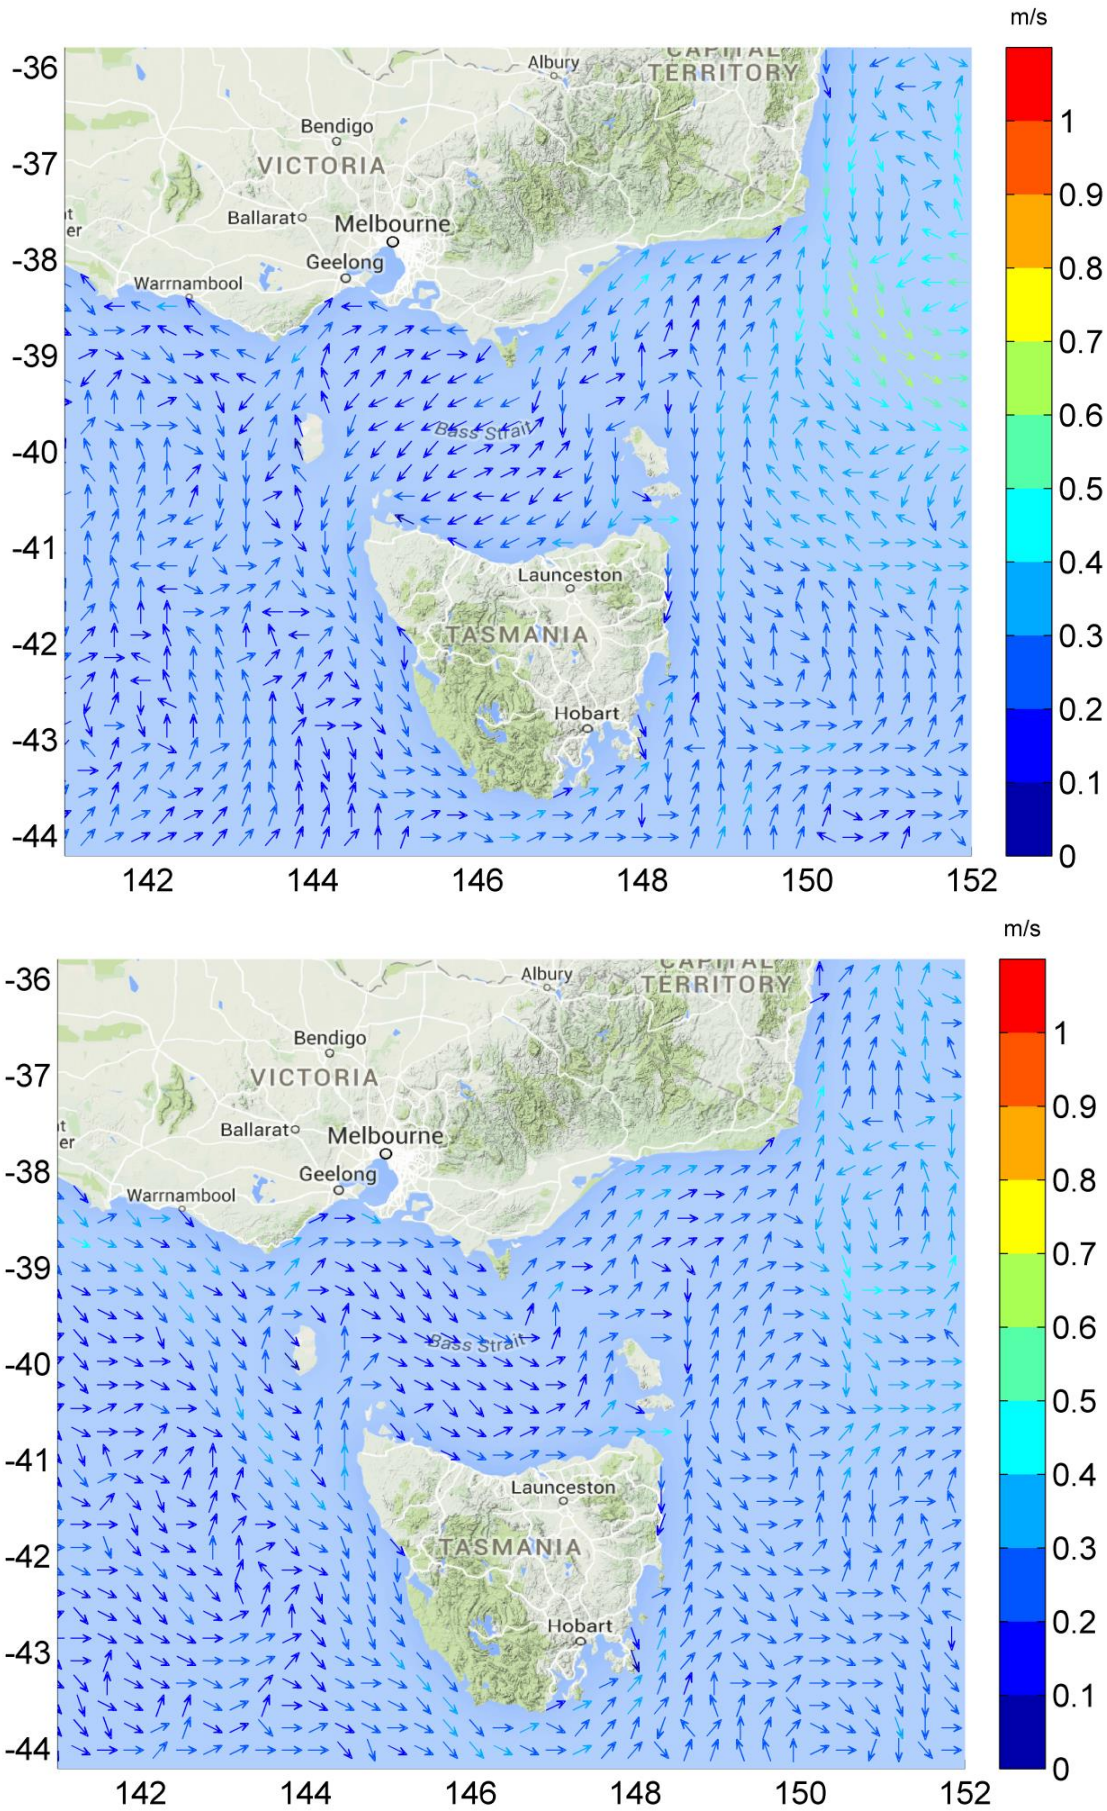 m/s
-36
CAPITAL
TERRITORY
Albury
1
Bendigo
VICTORIA
-37
0.9
Ballarat
Melbourne
er
-38
Geelong
0.8
Warrnambool
-39
0.7
0.6
-40
Bass Strait
0.5
-41
Launceston
0.4
TASMANIA
-42
0.3
0.2
Hobart
-43
0.1
-44
0
142 144 146 148 150 152
m/s
-36
CAPITAL
TERRITORY
Albury
1
Bendigo
VICTORIA
-37
0.9
Ballarat
Melbourne
er
-38
Geelong
0.8
Warrnambool
-39
0.7
0.6
-40
Bass Strait
0.5
-41
Launceston
0.4
TASMANIA
-42
0.3
0.2
Hobart
-43
0.1
-44
0
142 144 146 148 150 152